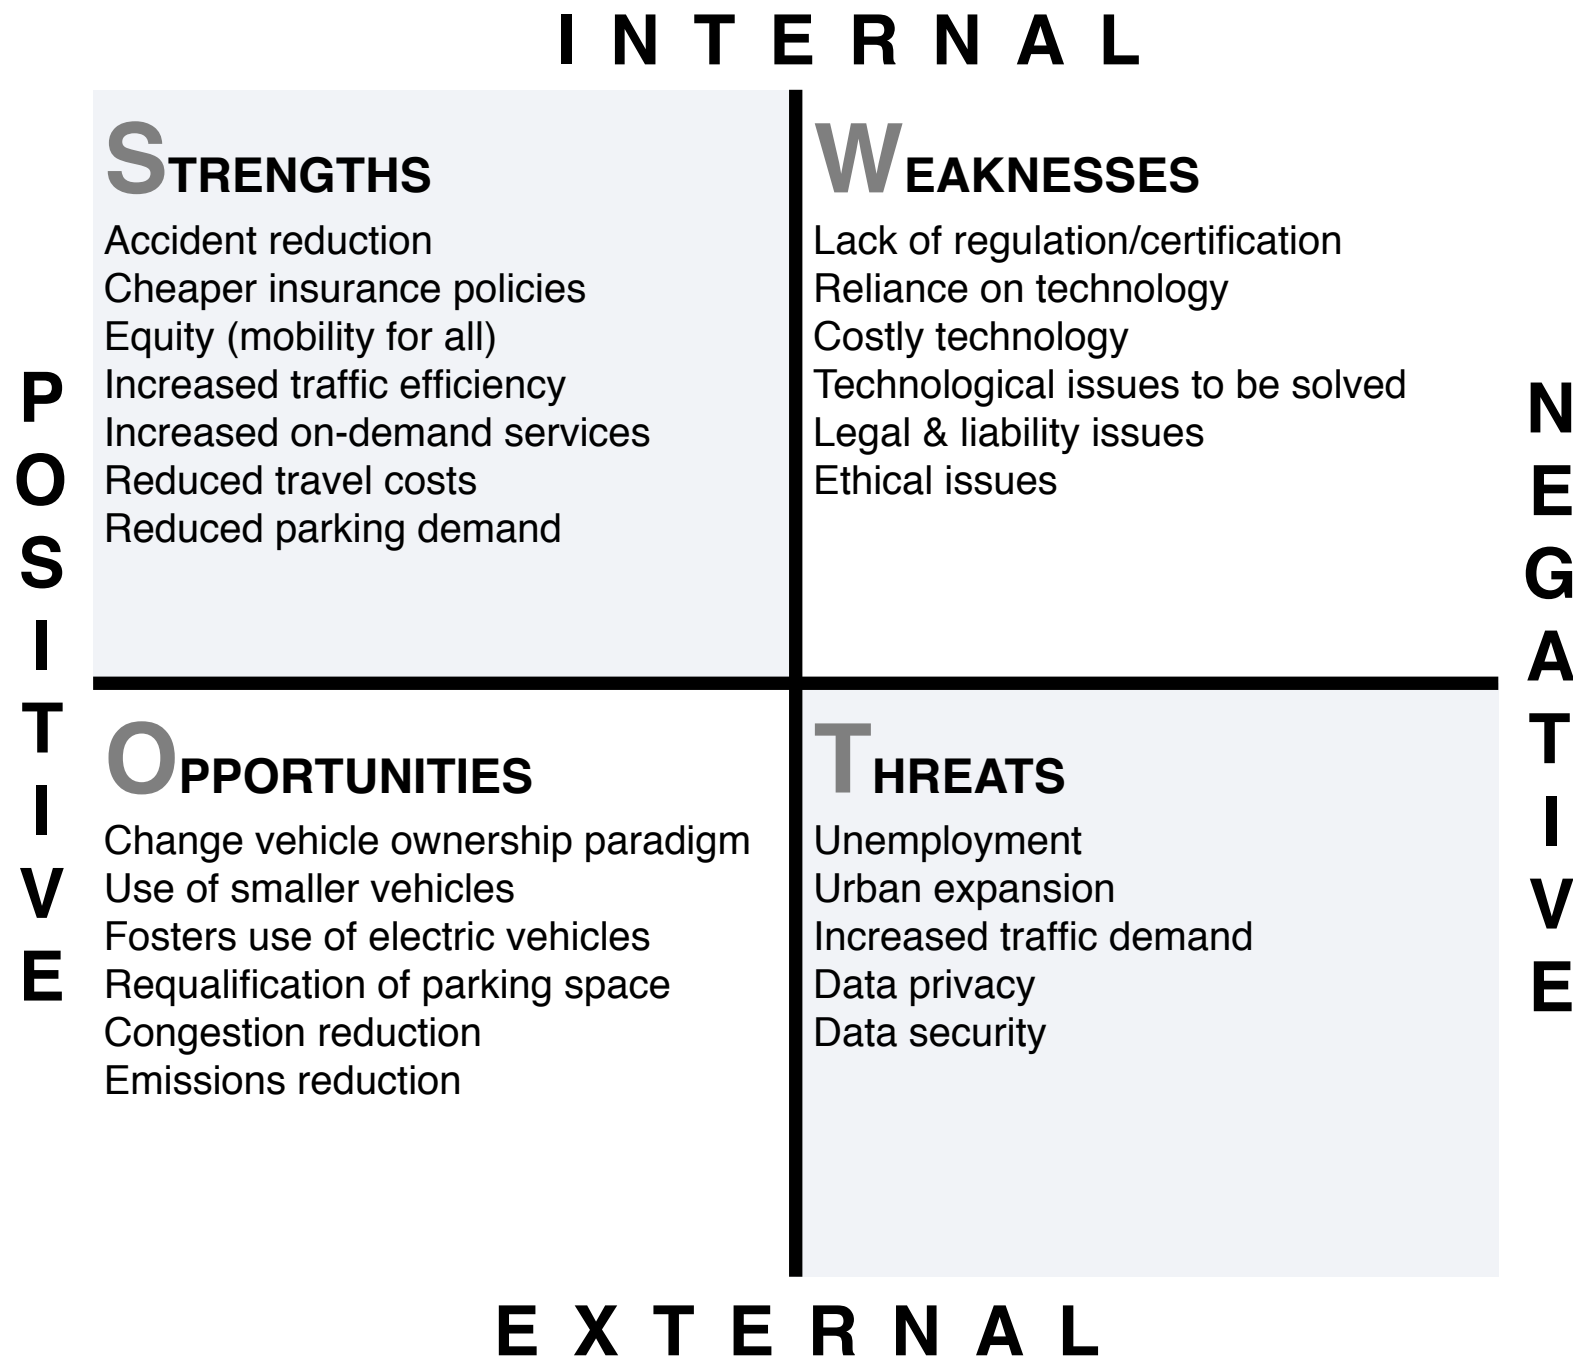 INTERNAL
STRENGTHS
Accident reduction
Cheaper insurance policies
Equity (mobility for all)
Increased traffic efficiency
Increased on-demand services
Reduced travel costs
Reduced parking demand
WEAKNESSES
Lack of regulation/certification
Reliance on technology
Costly technology
Technological issues to be solved
Legal & liability issues
Ethical issues
POSITIVE
NEGATIVE
OPPORTUNITIES
Change vehicle ownership paradigm
Use of smaller vehicles
Fosters use of electric vehicles
Requalification of parking space
Congestion reduction
Emissions reduction
THREATS
Unemployment
Urban expansion
Increased traffic demand
Data privacy
Data security
EXTERNAL